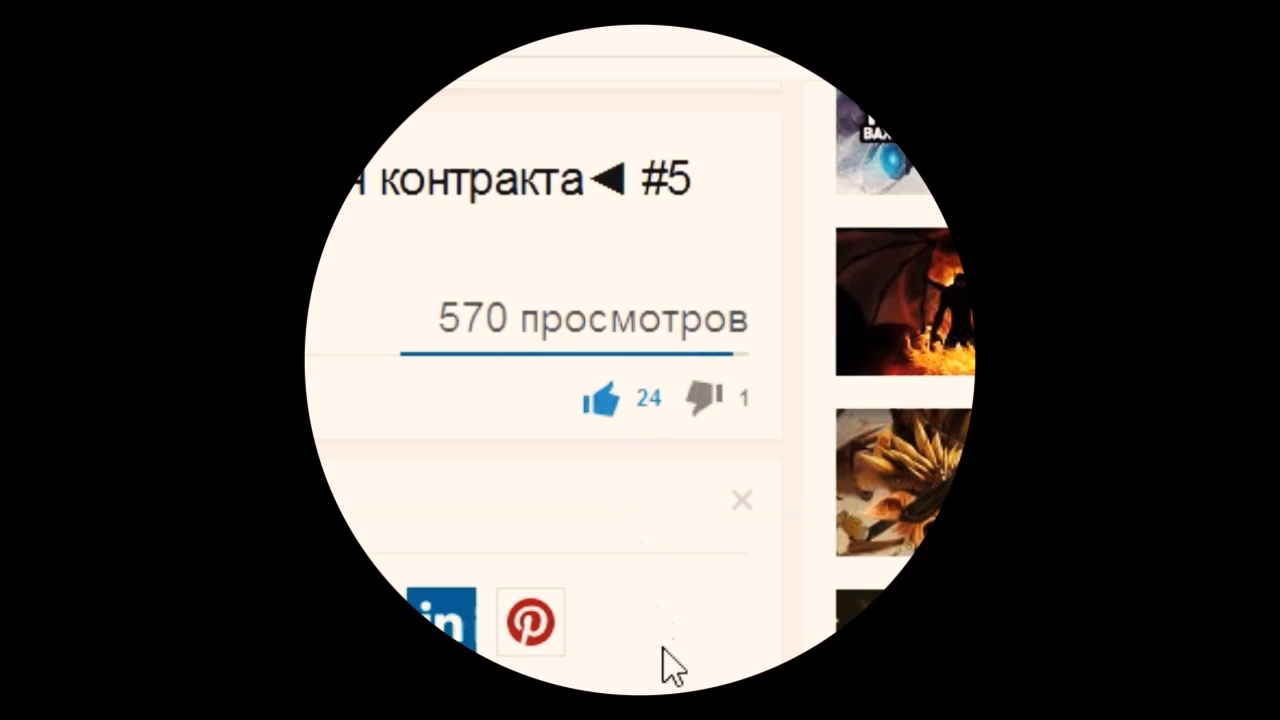 контракта◄ #5
570 просмотров
24 1
in